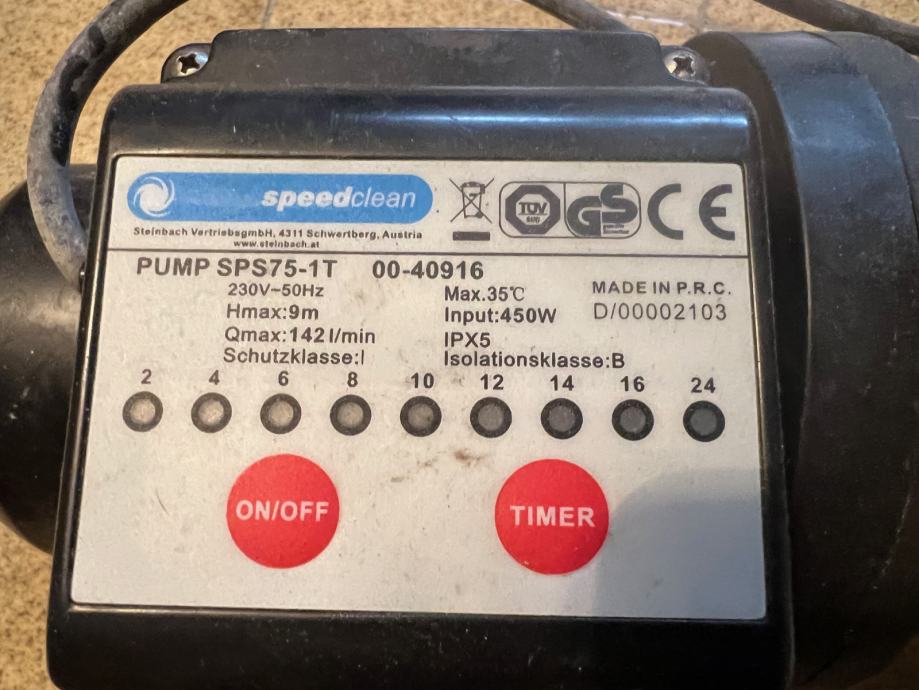 speedclean
TÜV
GS
CE
Steinbach VertriebsgmbH, 4311 Schwertberg, Austria
www.steinbach.at
PUMP SPS75-1T 00-40916
230V~50Hz
Hmax:9m
Qmax:142 l/min
Schutzklasse:I
Max.35℃
Input:450W
IPX5
Isolationsklasse:B
MADE IN P.R.C.
D/00002103
2 4 6 8 10 12 14 16 24
ON/OFF
TIMER